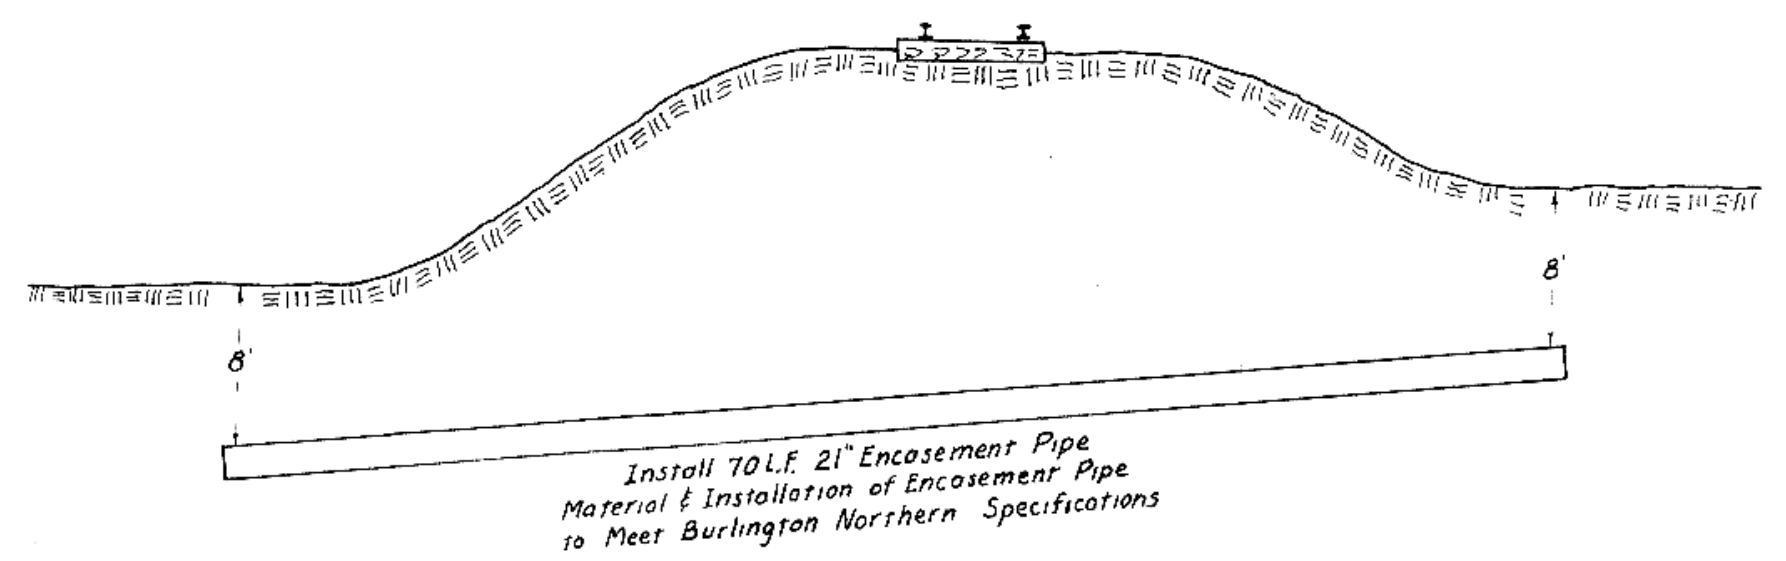 8'
8'
Install 70 L.F. 21" Encasement Pipe
Material & Installation of Encasement Pipe
to Meet Burlington Northern Specifications